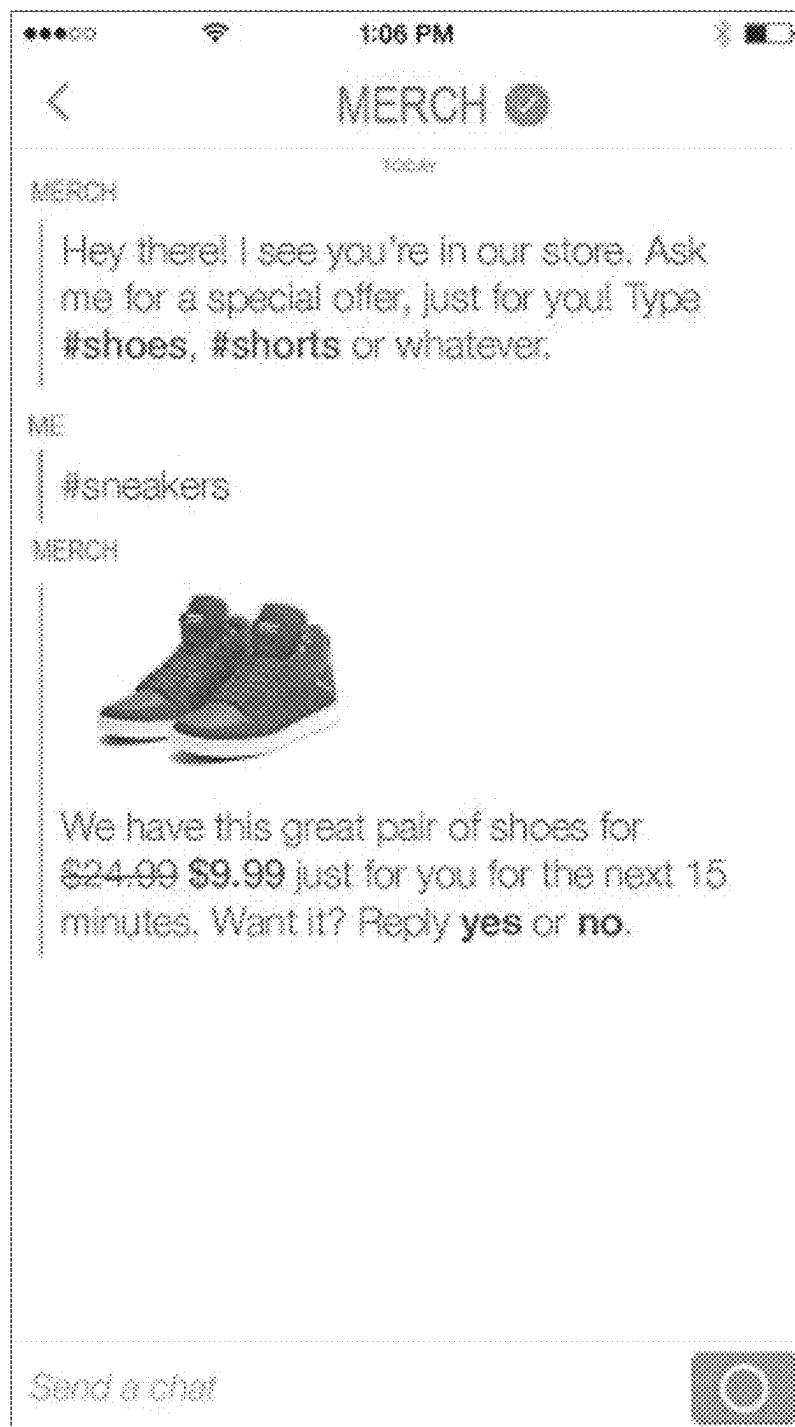 1:06 PM
MERCH
TODAY
MERCH
Hey there! I see you're in our store. Ask
me for a special offer, just for you! Type
#shoes, #shorts or whatever.
ME
#sneakers
MERCH
We have this great pair of shoes for
$24.99 $9.99 just for you for the next 15
minutes. Want it? Reply yes or no.
Send a chat